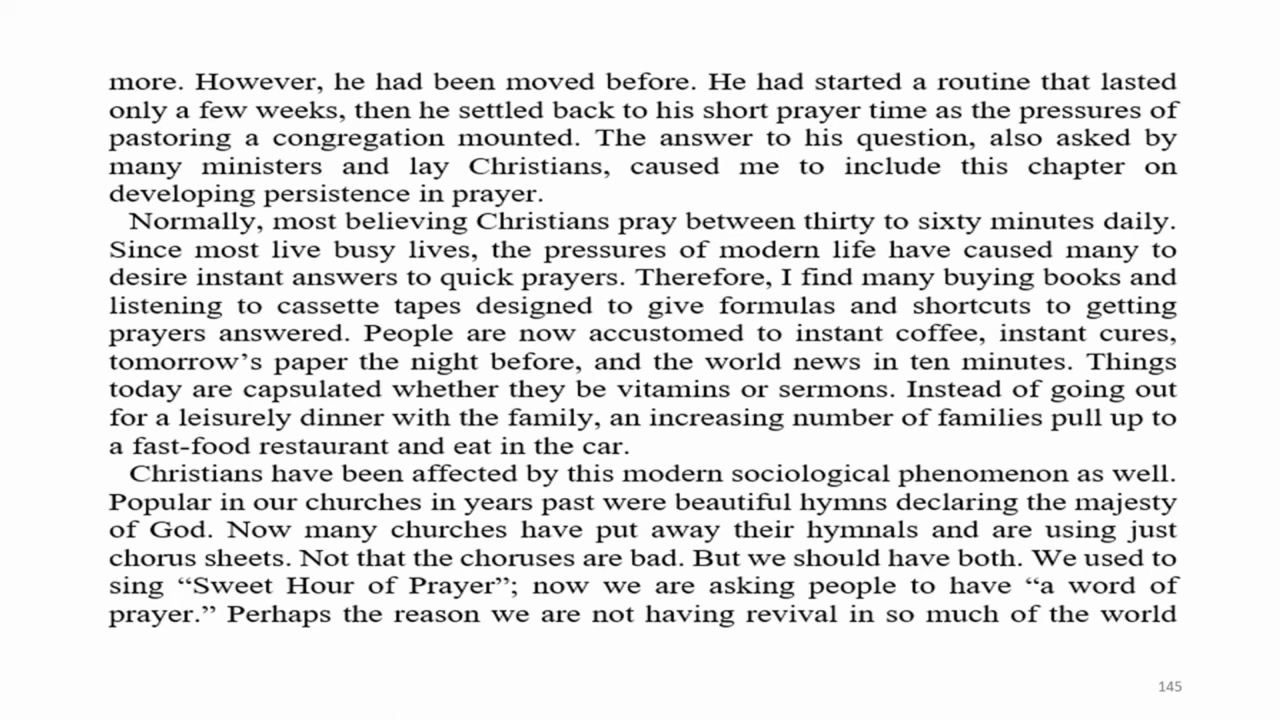 more. However, he had been moved before. He had started a routine that lasted
only a few weeks, then he settled back to his short prayer time as the pressures of
pastoring a congregation mounted. The answer to his question, also asked by
many ministers and lay Christians, caused me to include this chapter on
developing persistence in prayer.
Normally, most believing Christians pray between thirty to sixty minutes daily.
Since most live busy lives, the pressures of modern life have caused many to
desire instant answers to quick prayers. Therefore, I find many buying books and
listening to cassette tapes designed to give formulas and shortcuts to getting
prayers answered. People are now accustomed to instant coffee, instant cures,
tomorrow’s paper the night before, and the world news in ten minutes. Things
today are capsulated whether they be vitamins or sermons. Instead of going out
for a leisurely dinner with the family, an increasing number of families pull up to
a fast-food restaurant and eat in the car.
Christians have been affected by this modern sociological phenomenon as well.
Popular in our churches in years past were beautiful hymns declaring the majesty
of God. Now many churches have put away their hymnals and are using just
chorus sheets. Not that the choruses are bad. But we should have both. We used to
sing “Sweet Hour of Prayer”; now we are asking people to have “a word of
prayer.” Perhaps the reason we are not having revival in so much of the world
145